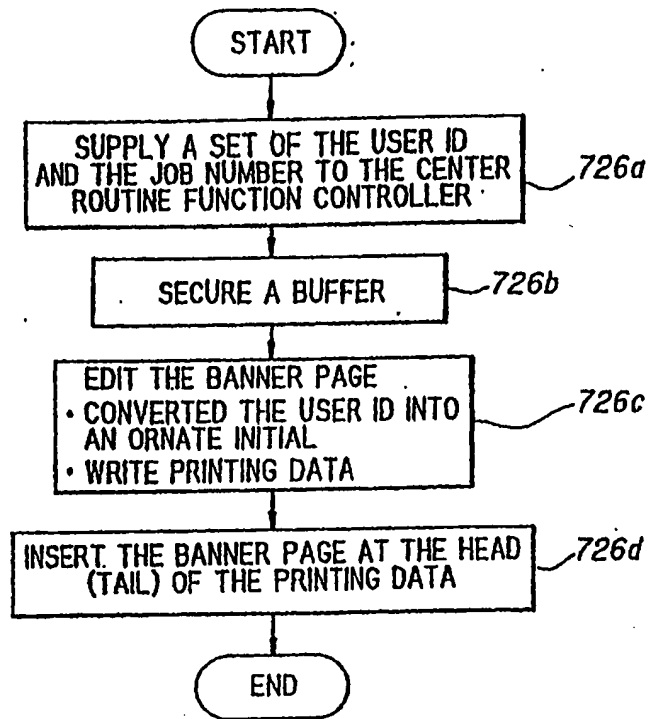 START
SUPPLY A SET OF THE USER ID
AND THE JOB NUMBER TO THE CENTER
ROUTINE FUNCTION CONTROLLER
726a
SECURE A BUFFER
726b
EDIT THE BANNER PAGE
• CONVERTED THE USER ID INTO
AN ORNATE INITIAL
• WRITE PRINTING DATA
726c
INSERT THE BANNER PAGE AT THE HEAD
(TAIL) OF THE PRINTING DATA
726d
END